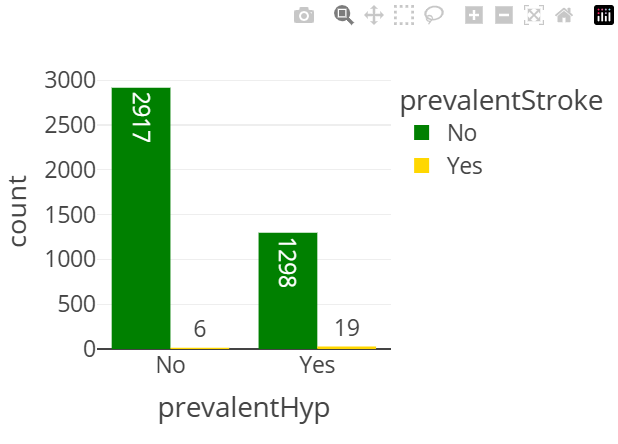 3000
2500
2000
1500
1000
500
0
count
2917
6
1298
19
No
Yes
prevalentHyp
prevalentStroke
No
Yes